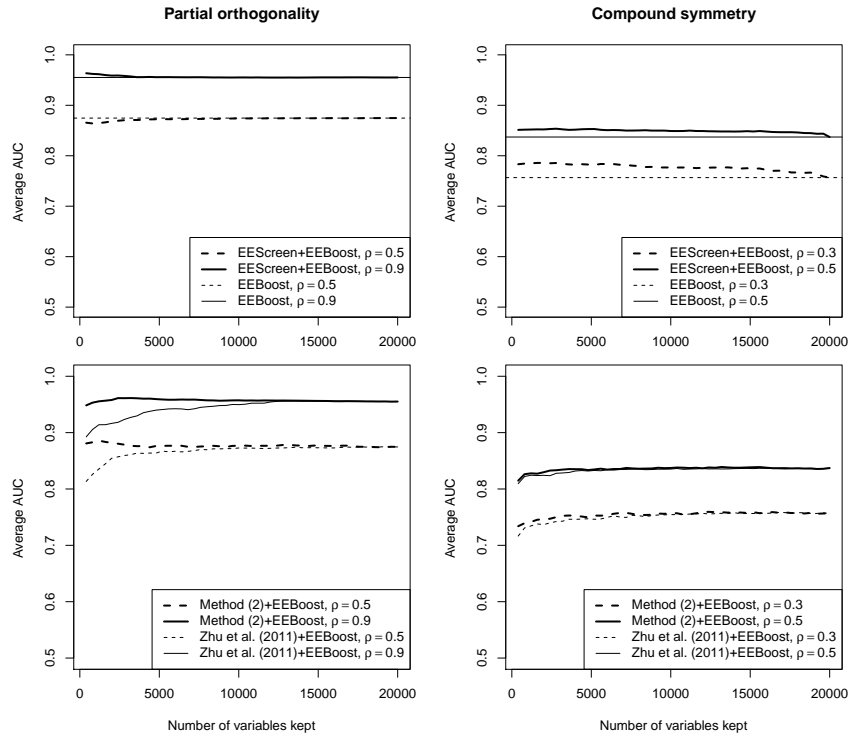 Partial orthogonality
Compound symmetry
Average AUC
1.0
0.9
0.8
0.7
0.6
0.5
EEScreen+EEBoost, ρ = 0.5
EEScreen+EEBoost, ρ = 0.9
EEBoost, ρ = 0.5
EEBoost, ρ = 0.9
0 5000 10000 15000 20000
Average AUC
1.0
0.9
0.8
0.7
0.6
0.5
EEScreen+EEBoost, ρ = 0.3
EEScreen+EEBoost, ρ = 0.5
EEBoost, ρ = 0.3
EEBoost, ρ = 0.5
0 5000 10000 15000 20000
Average AUC
1.0
0.9
0.8
0.7
0.6
0.5
Method (2)+EEBoost, ρ = 0.5
Method (2)+EEBoost, ρ = 0.9
Zhu et al. (2011)+EEBoost, ρ = 0.5
Zhu et al. (2011)+EEBoost, ρ = 0.9
0 5000 10000 15000 20000
Number of variables kept
Average AUC
1.0
0.9
0.8
0.7
0.6
0.5
Method (2)+EEBoost, ρ = 0.3
Method (2)+EEBoost, ρ = 0.5
Zhu et al. (2011)+EEBoost, ρ = 0.3
Zhu et al. (2011)+EEBoost, ρ = 0.5
0 5000 10000 15000 20000
Number of variables kept